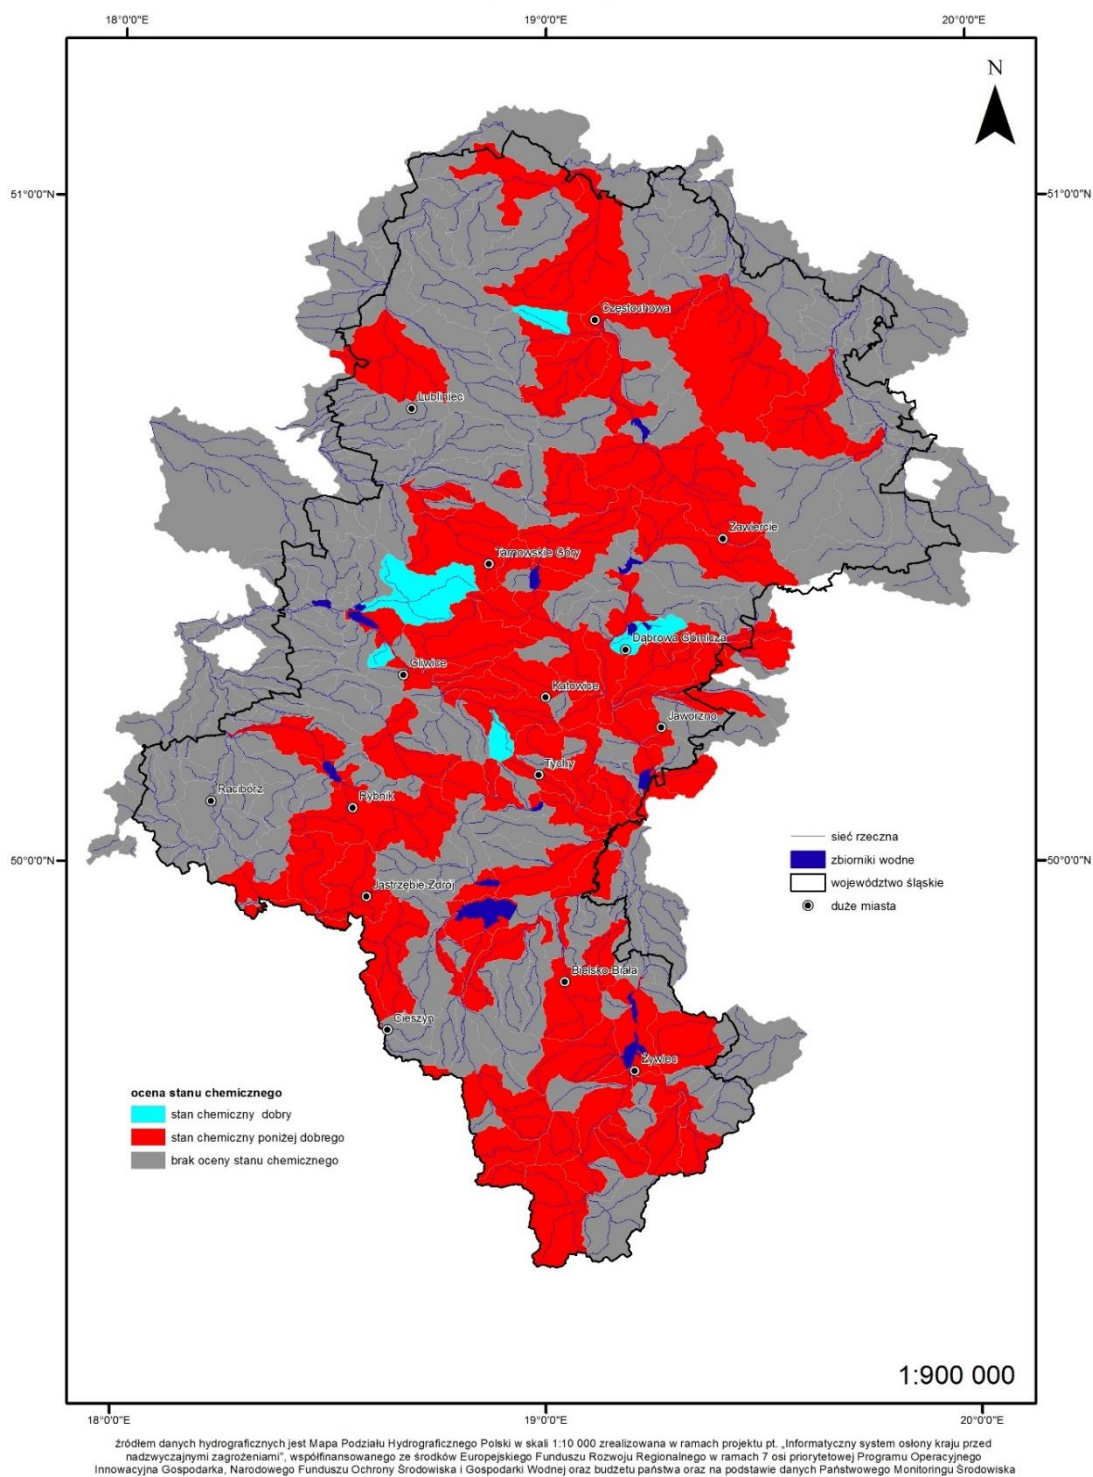 18°0'0"E
19°0'0"E
20°0'0"E
N
51°0'0"N
51°0'0"N
Częstochowa
Lubliniec
Zawiercie
Tarnowskie Góry
Dąbrowa Górnicza
Gliwice
Katowice
Jaworzno
Tychy
Racibórz
Rybnik
sieć rzeczna
zbiorniki wodne
50°0'0"N
50°0'0"N
województwo śląskie
Jastrzębie-Zdrój
duże miasta
Bielsko-Biała
Cieszyn
Żywiec
ocena stanu chemicznego
stan chemiczny dobry
stan chemiczny poniżej dobrego
brak oceny stanu chemicznego
1:900 000
18°0'0"E
19°0'0"E
20°0'0"E
źródłem danych hydrograficznych jest Mapa Podziału Hydrograficznego Polski w skali 1:10 000 zrealizowana w ramach projektu pt. „Informatyczny system osłony kraju przed
nadzwyczajnymi zagrożeniami”, współfinansowanego ze środków Europejskiego Funduszu Rozwoju Regionalnego w ramach 7 osi priorytetowej Programu Operacyjnego
Innowacyjna Gospodarka, Narodowego Funduszu Ochrony Środowiska i Gospodarki Wodnej oraz budżetu państwa oraz na podstawie danych Państwowego Monitoringu Środowiska